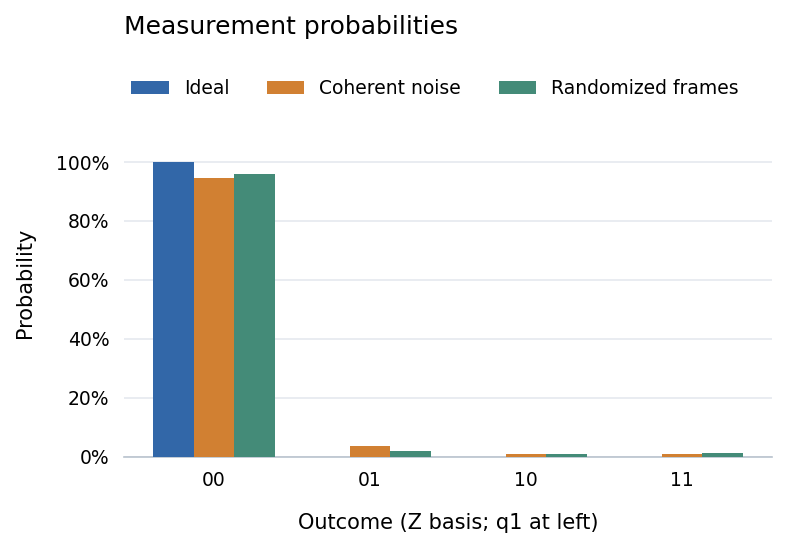 Measurement probabilities
Ideal Coherent noise Randomized frames
100%
80%
60%
40%
20%
0%
Probability
00 01 10 11
Outcome (Z basis; q1 at left)